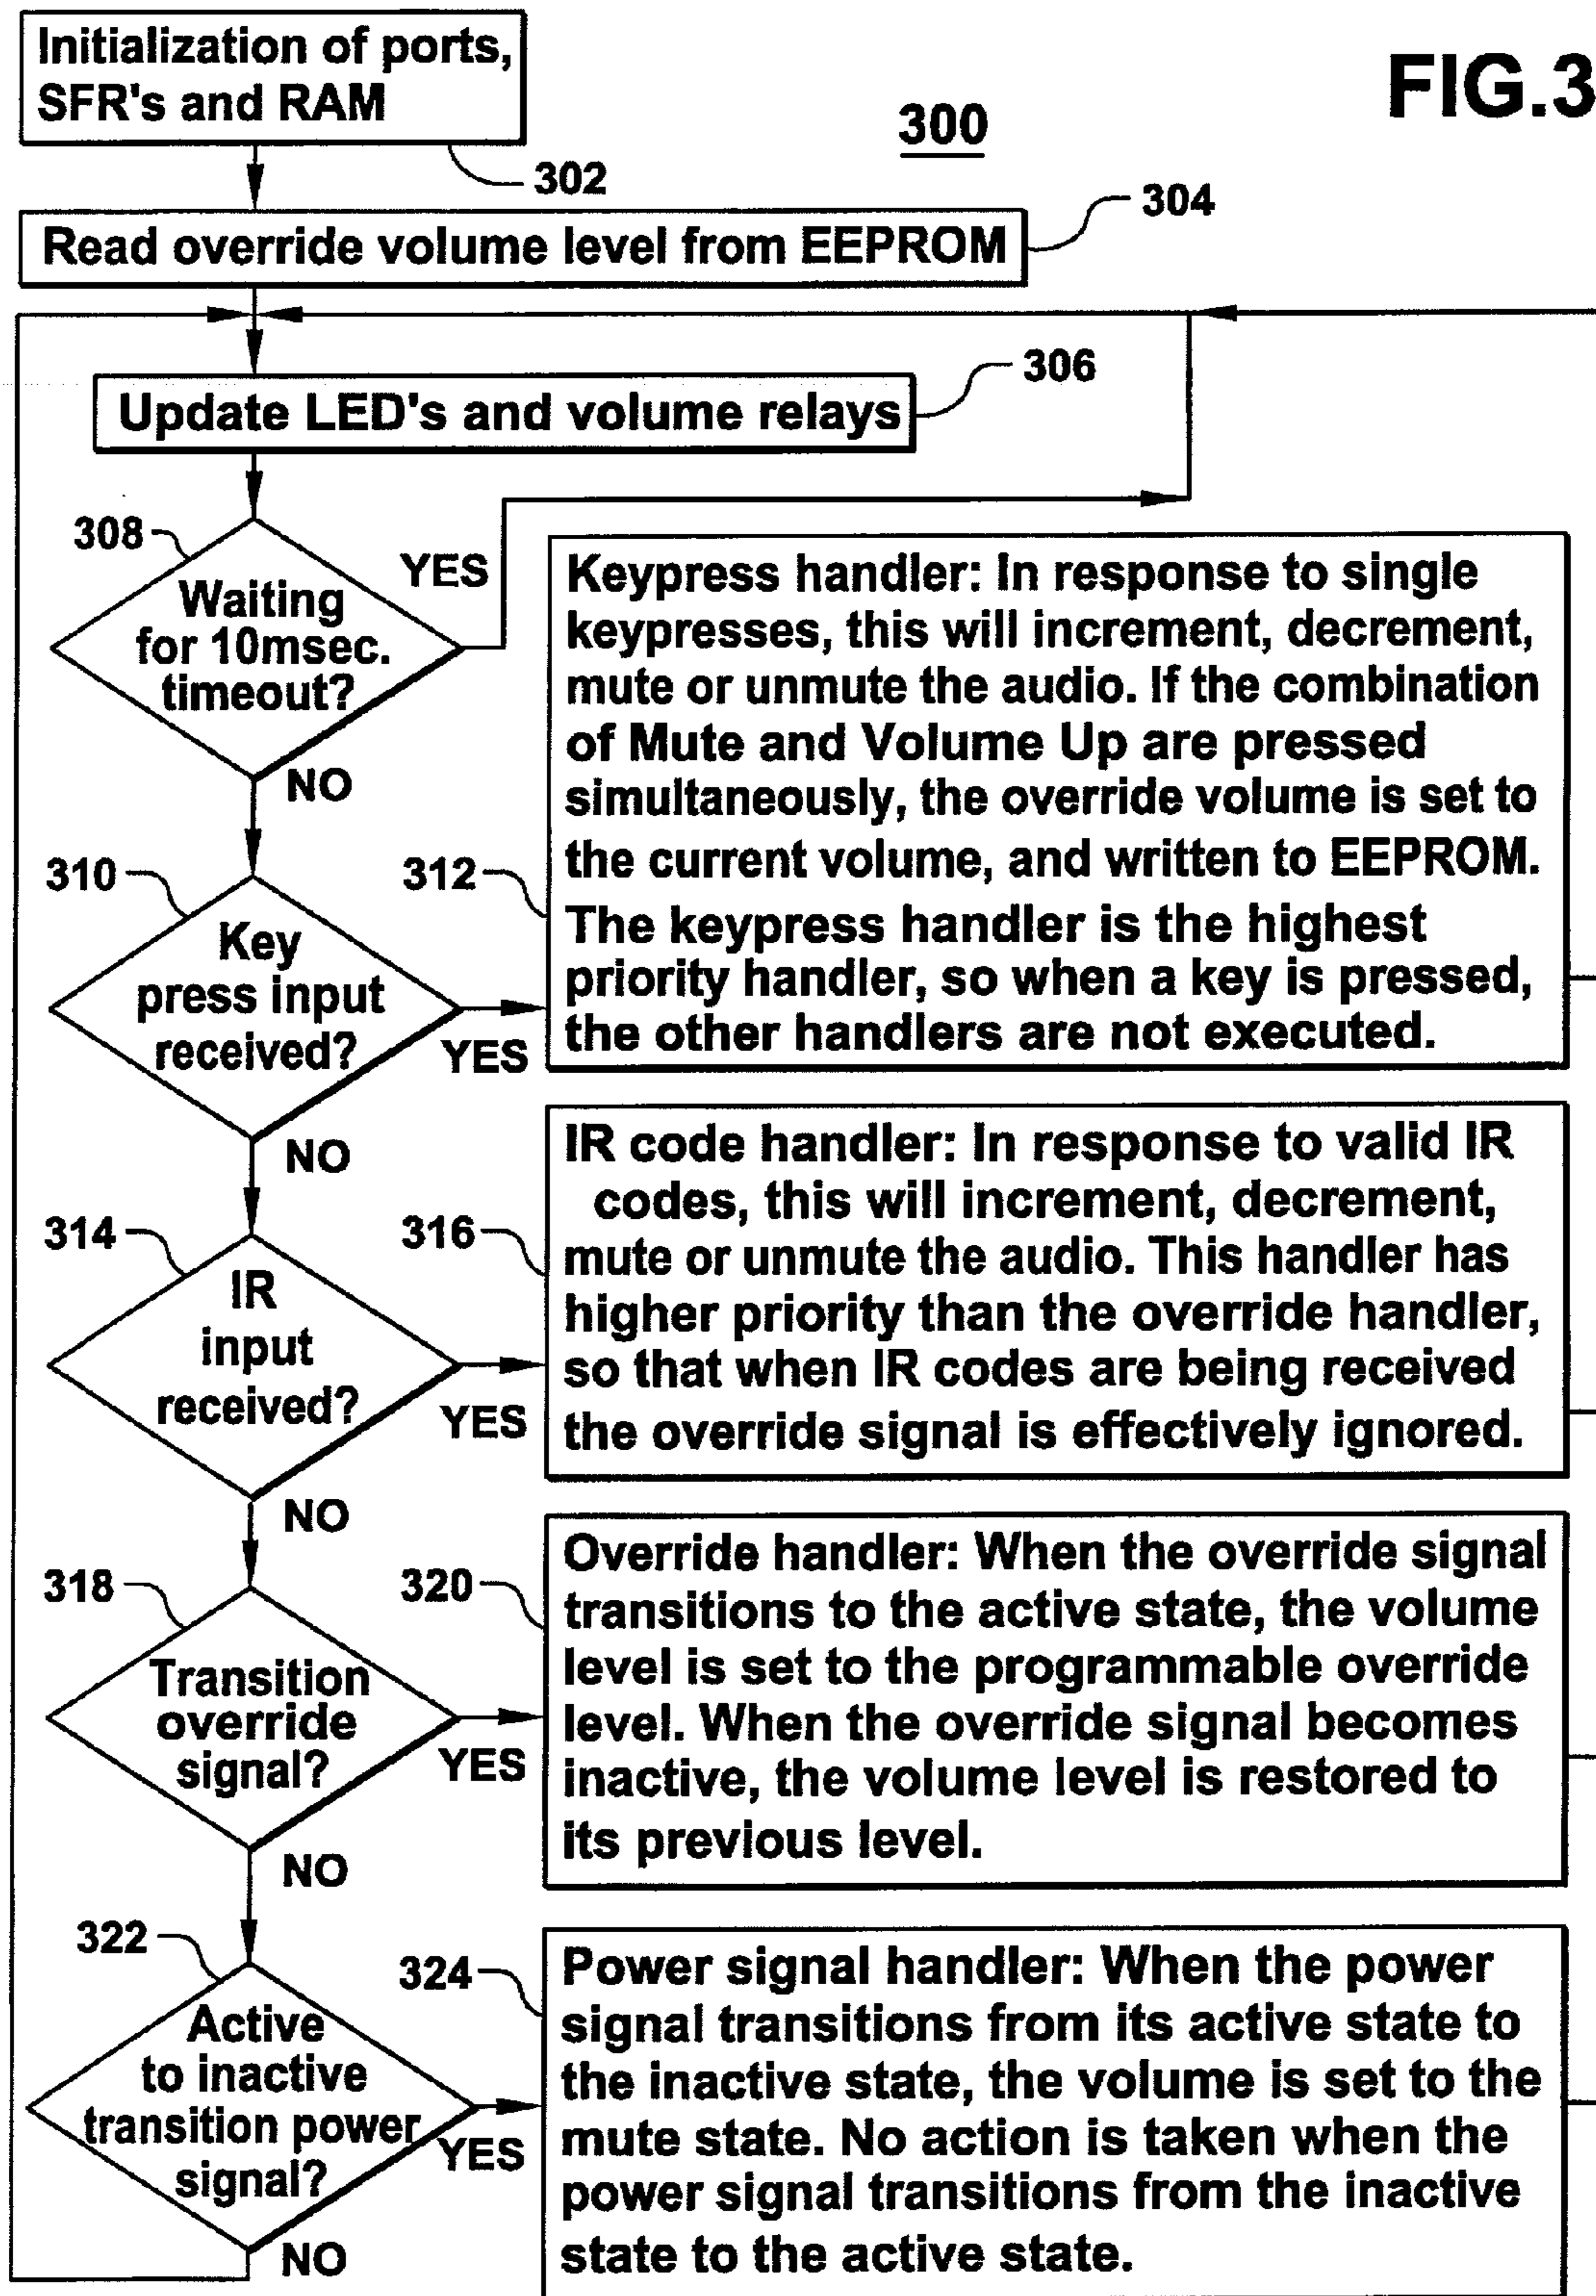 Initialization of ports,
SFR's and RAM
FIG.3
300
302
304
Read override volume level from EEPROM
306
Update LED's and volume relays
308
YES
Waiting
for 10msec.
timeout?
NO
Keypress handler: In response to single
keypresses, this will increment, decrement,
mute or unmute the audio. If the combination
of Mute and Volume Up are pressed
simultaneously, the override volume is set to
the current volume, and written to EEPROM.
The keypress handler is the highest
priority handler, so when a key is pressed,
the other handlers are not executed.
310
312
Key
press input
received?
YES
NO
IR code handler: In response to valid IR
codes, this will increment, decrement,
mute or unmute the audio. This handler has
higher priority than the override handler,
so that when IR codes are being received
the override signal is effectively ignored.
314
316
IR
input
received?
YES
NO
Override handler: When the override signal
transitions to the active state, the volume
level is set to the programmable override
level. When the override signal becomes
inactive, the volume level is restored to
its previous level.
318
320
Transition
override
signal?
YES
NO
322
324
Power signal handler: When the power
signal transitions from its active state to
the inactive state, the volume is set to the
mute state. No action is taken when the
power signal transitions from the inactive
state to the active state.
Active
to inactive
transition power
signal?
YES
NO